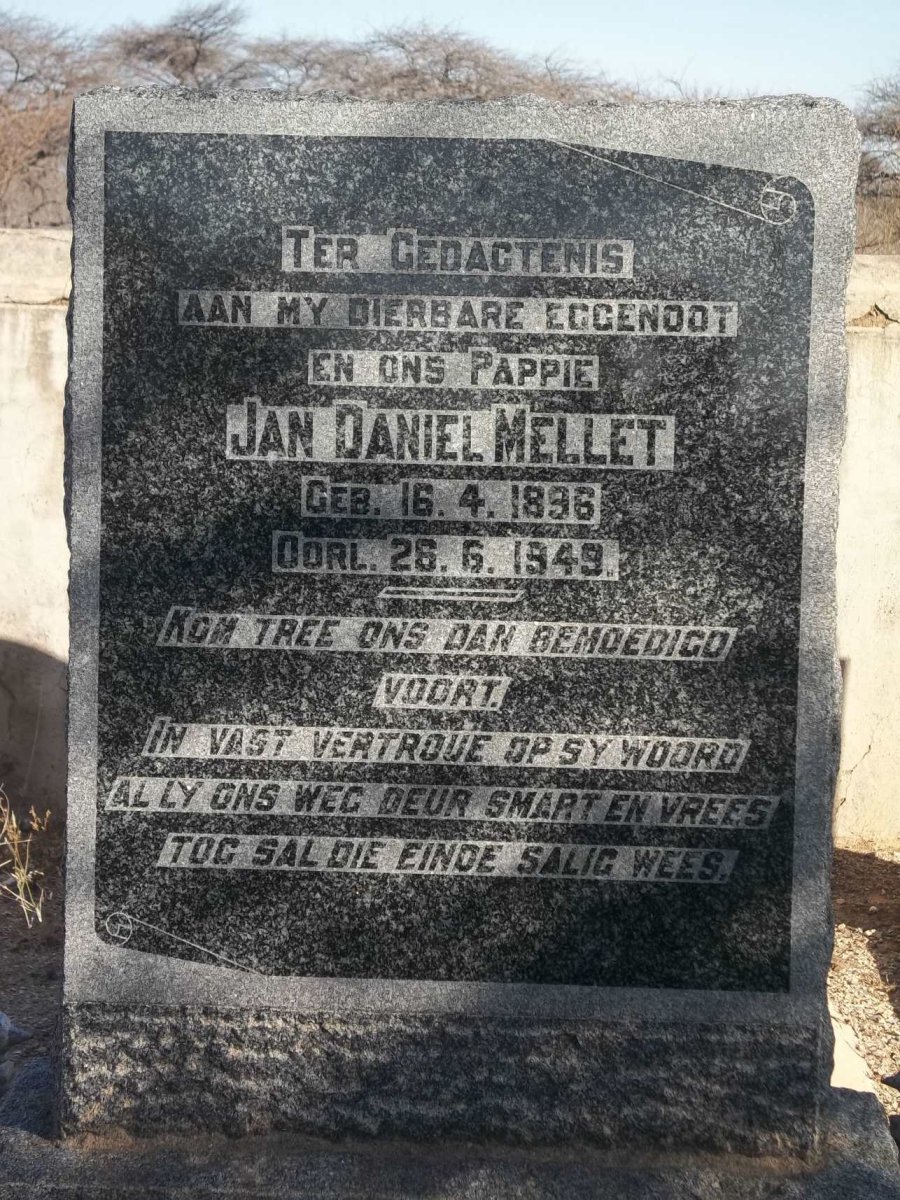 TER GEDAGTENIS
AAN MY DIERBARE EGGENOOT
EN ONS PAPPIE
JAN DANIEL MELLET
GEB. 16. 4. 1896
OORL. 26. 6. 1949.
KOM TREE ONS DAN BEMOEDIGD
VOORT.
IN VAST VERTROUE OP SY WOORD
AL LY ONS WEG DEUR SMART EN VREES
TOG SAL DIE EINDE SALIG WEES.